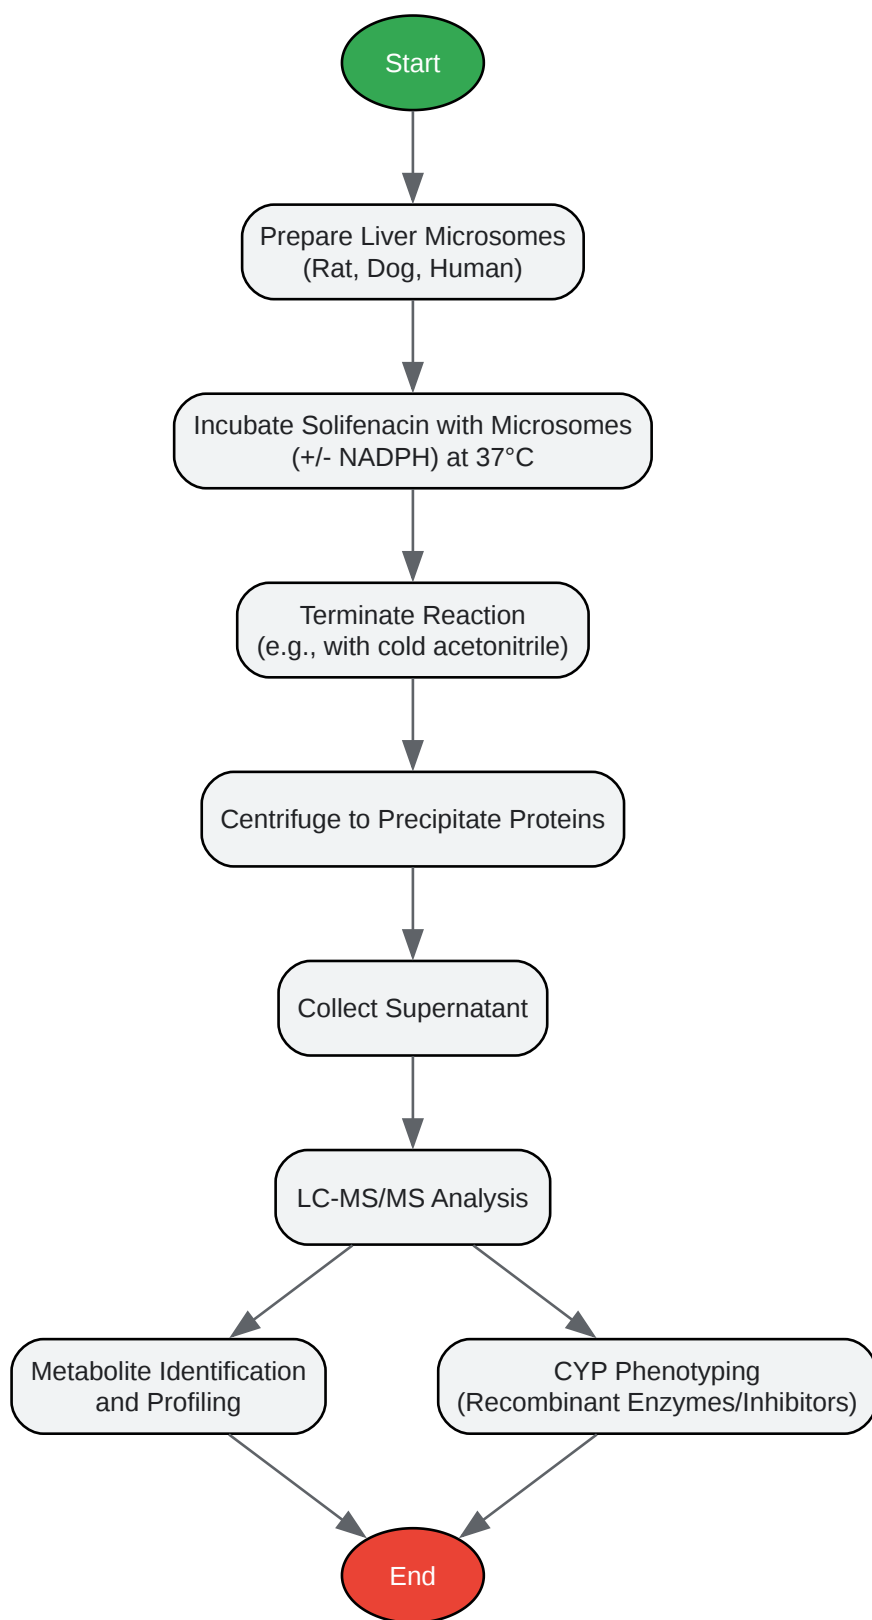 Start
Prepare Liver Microsomes
(Rat, Dog, Human)
Incubate Solifenacin with Microsomes
(+/- NADPH) at 37°C
Terminate Reaction
(e.g., with cold acetonitrile)
Centrifuge to Precipitate Proteins
Collect Supernatant
LC-MS/MS Analysis
Metabolite Identification
and Profiling
CYP Phenotyping
(Recombinant Enzymes/Inhibitors)
End